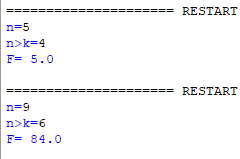 ===================== RESTART
n=5
n>k=4
F= 5.0
===================== RESTART
n=9
n>k=6
F= 84.0